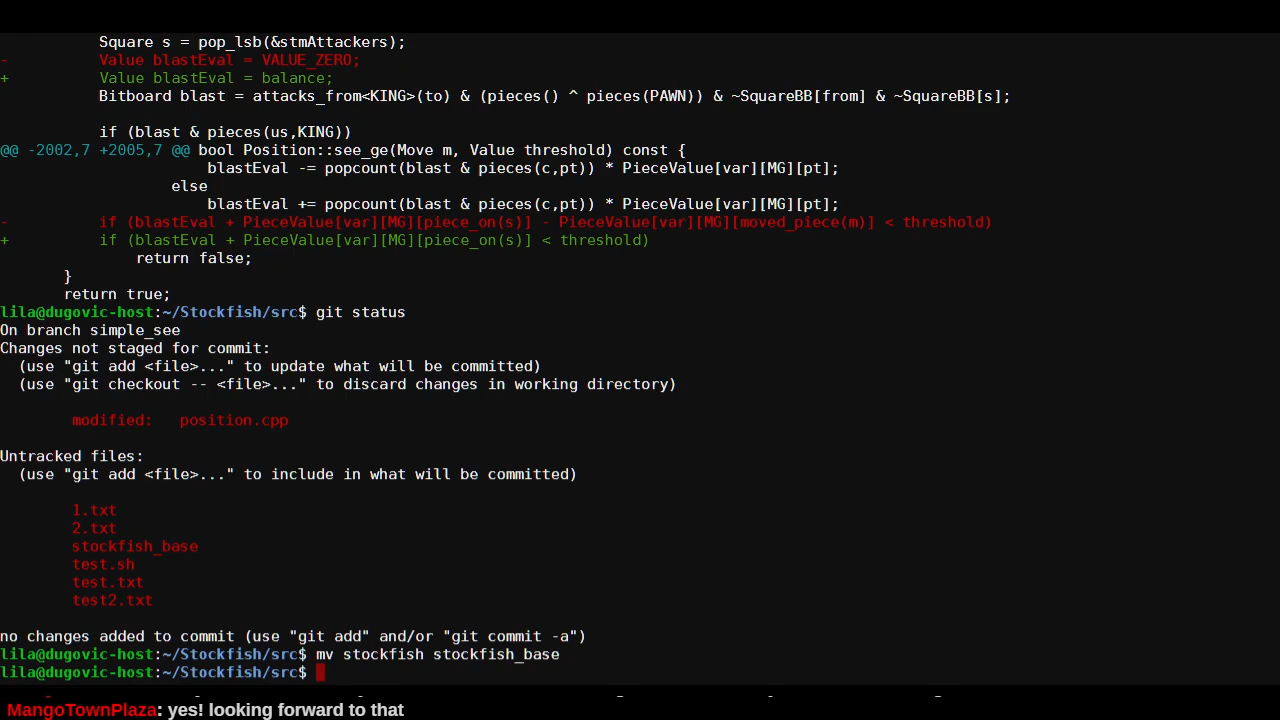 Square s = pop_lsb(&stmAttackers);
- Value blastEval = VALUE_ZERO;
+ Value blastEval = balance;
Bitboard blast = attacks_from<KING>(to) & (pieces() ^ pieces(PAWN)) & ~SquareBB[from] & ~SquareBB[s];
if (blast & pieces(us,KING))
@@ -2002,7 +2005,7 @@ bool Position::see_ge(Move m, Value threshold) const {
blastEval -= popcount(blast & pieces(c,pt)) * PieceValue[var][MG][pt];
else
blastEval += popcount(blast & pieces(c,pt)) * PieceValue[var][MG][pt];
- if (blastEval + PieceValue[var][MG][piece_on(s)] - PieceValue[var][MG][moved_piece(m)] < threshold)
+ if (blastEval + PieceValue[var][MG][piece_on(s)] < threshold)
return false;
}
return true;
lila@dugovic-host:~/Stockfish/src$ git status
On branch simple_see
Changes not staged for commit:
(use "git add <file>..." to update what will be committed)
(use "git checkout -- <file>..." to discard changes in working directory)
modified: position.cpp
Untracked files:
(use "git add <file>..." to include in what will be committed)
1.txt
2.txt
stockfish_base
test.sh
test.txt
test2.txt
no changes added to commit (use "git add" and/or "git commit -a")
lila@dugovic-host:~/Stockfish/src$ mv stockfish stockfish_base
lila@dugovic-host:~/Stockfish/src$
MangoTownPlaza: yes! looking forward to that